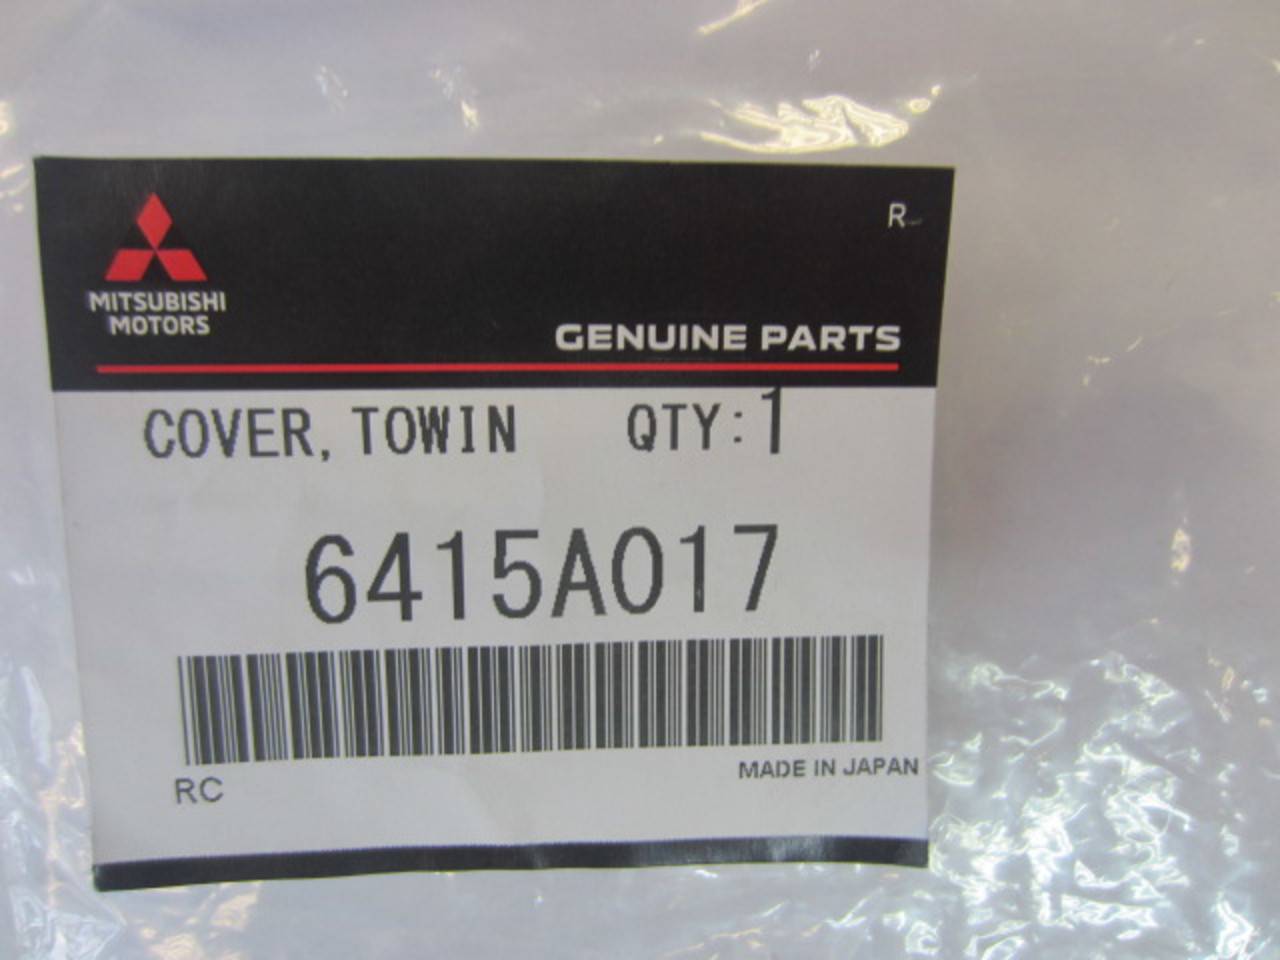 R
MITSUBISHI
MOTORS
GENUINE PARTS
COVER, TOWIN QTY:1
6415A017
RC
MADE IN JAPAN